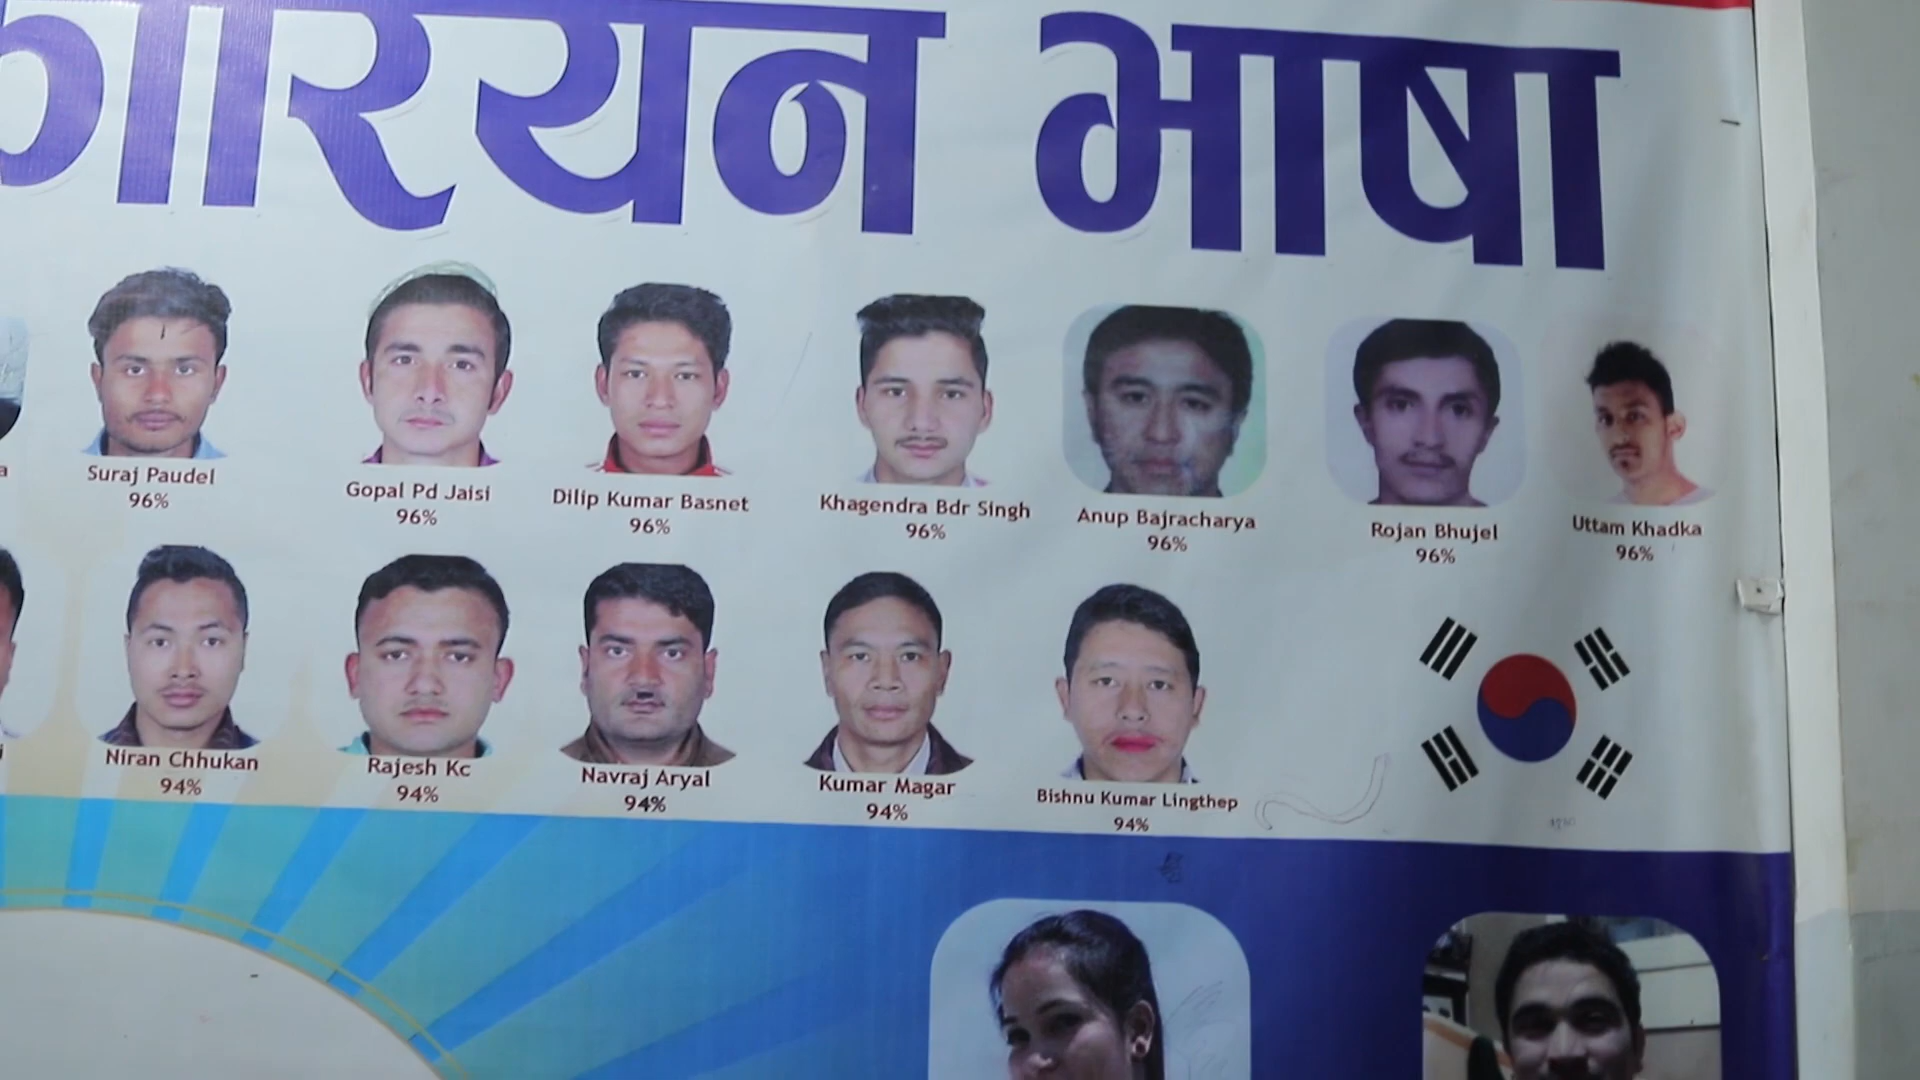 कोरियन भाषा
Suraj Paudel
96%
Gopal Pd Jaisi
96%
Dilip Kumar Basnet
96%
Khagendra Bdr Singh
96%
Anup Bajracharya
96%
Rojan Bhujel
96%
Uttam Khadka
96%
Niran Chhukan
94%
Rajesh Kc
94%
Navraj Aryal
94%
Kumar Magar
94%
Bishnu Kumar Lingthep
94%